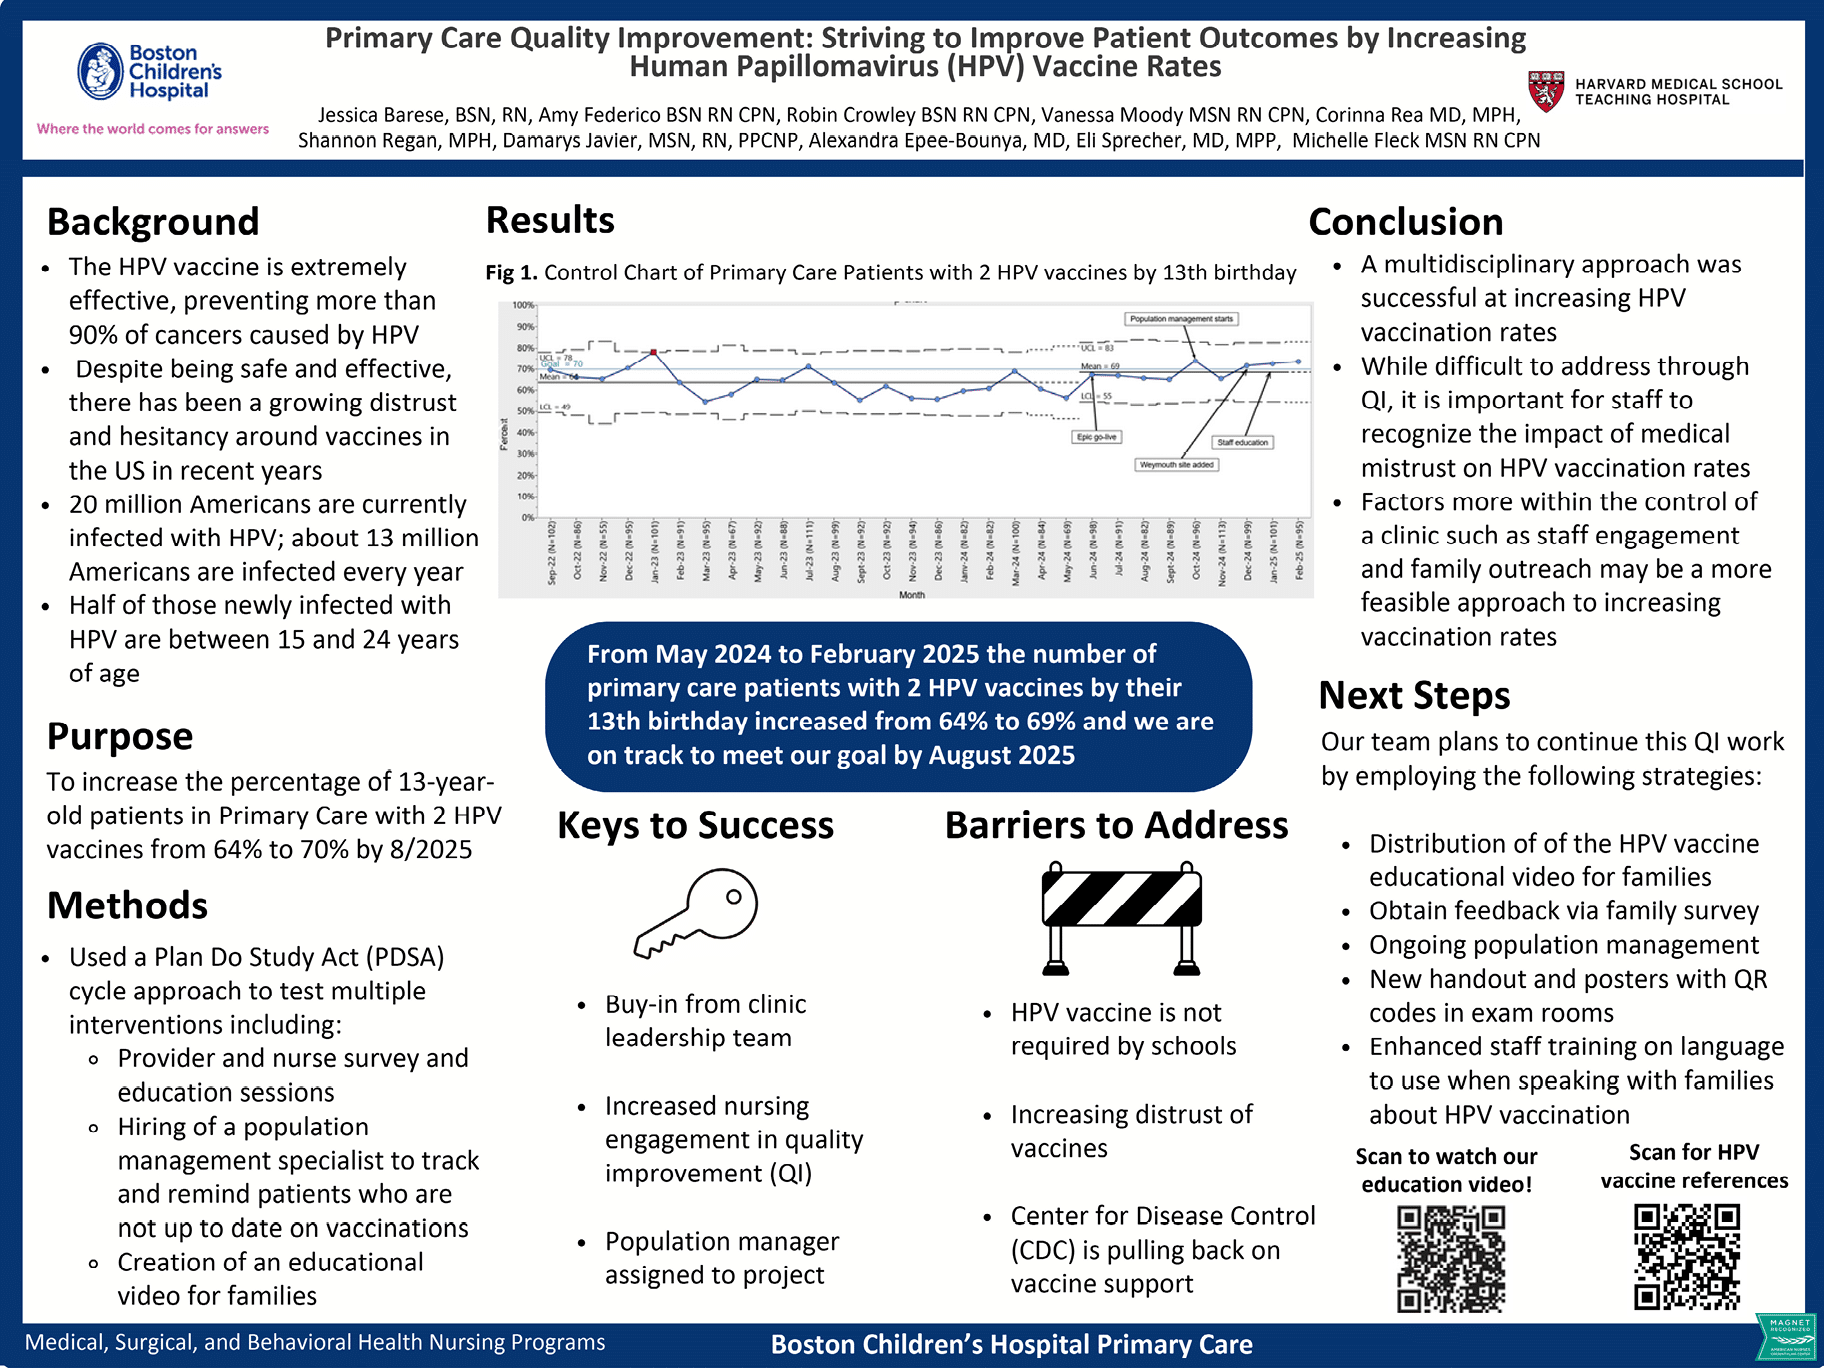 Primary Care Quality Improvement: Striving to Improve Patient Outcomes by Increasing
Human Papillomavirus (HPV) Vaccine Rates
Boston
Children's
Hospital
Where the world comes for answers
HARVARD MEDICAL SCHOOL
TEACHING HOSPITAL
Jessica Barese, BSN, RN, Amy Federico BSN RN CPN, Robin Crowley BSN RN CPN, Vanessa Moody MSN RN CPN, Corinna Rea MD, MPH,
Shannon Regan, MPH, Damarys Javier, MSN, RN, PPCNP, Alexandra Epee-Bounya, MD, Eli Sprecher, MD, MPP, Michelle Fleck MSN RN CPN
Background
• The HPV vaccine is extremely
effective, preventing more than
90% of cancers caused by HPV
• Despite being safe and effective,
there has been a growing distrust
and hesitancy around vaccines in
the US in recent years
• 20 million Americans are currently
infected with HPV; about 13 million
Americans are infected every year
• Half of those newly infected with
HPV are between 15 and 24 years
of age
Purpose
To increase the percentage of 13-year-
old patients in Primary Care with 2 HPV
vaccines from 64% to 70% by 8/2025
Methods
• Used a Plan Do Study Act (PDSA)
cycle approach to test multiple
interventions including:
◦ Provider and nurse survey and
education sessions
◦ Hiring of a population
management specialist to track
and remind patients who are
not up to date on vaccinations
◦ Creation of an educational
video for families
Results
Fig 1. Control Chart of Primary Care Patients with 2 HPV vaccines by 13th birthday
100%
90%
80%
70%
60%
50%
40%
30%
20%
10%
0%
Percent
UCL = 78
Goal = 70
Mean = 64
LCL = 49
UCL = 83
Mean = 69
LCL = 55
Population management starts
Epic go-live
Staff education
Weymouth site added
Sep-22 (N=102)
Oct-22 (N=86)
Nov-22 (N=55)
Dec-22 (N=95)
Jan-23 (N=101)
Feb-23 (N=91)
Mar-23 (N=95)
Apr-23 (N=67)
May-23 (N=92)
Jun-23 (N=88)
Jul-23 (N=111)
Aug-23 (N=99)
Sept-23 (N=92)
Oct-23 (N=92)
Nov-23 (N=94)
Dec-23 (N=86)
Janv-24 (N=82)
Feb-24 (N=82)
Mar-24 (N=100)
Apr-24 (N=84)
May-24 (N=69)
Jun-24 (N=98)
Jul-24 (N=91)
Aug-24 (N=82)
Sept-24 (N=89)
Oct-24 (N=96)
Nov-24 (N=113)
Dec-24 (N=99)
Jan-25 (N=101)
Feb-25 (N=95)
Month
From May 2024 to February 2025 the number of
primary care patients with 2 HPV vaccines by their
13th birthday increased from 64% to 69% and we are
on track to meet our goal by August 2025
Keys to Success
• Buy-in from clinic
leadership team
• Increased nursing
engagement in quality
improvement (QI)
• Population manager
assigned to project
Barriers to Address
• HPV vaccine is not
required by schools
• Increasing distrust of
vaccines
• Center for Disease Control
(CDC) is pulling back on
vaccine support
Conclusion
• A multidisciplinary approach was
successful at increasing HPV
vaccination rates
• While difficult to address through
QI, it is important for staff to
recognize the impact of medical
mistrust on HPV vaccination rates
• Factors more within the control of
a clinic such as staff engagement
and family outreach may be a more
feasible approach to increasing
vaccination rates
Next Steps
Our team plans to continue this QI work
by employing the following strategies:
• Distribution of of the HPV vaccine
educational video for families
• Obtain feedback via family survey
• Ongoing population management
• New handout and posters with QR
codes in exam rooms
• Enhanced staff training on language
to use when speaking with families
about HPV vaccination
Scan to watch our
education video!
Scan for HPV
vaccine references
Medical, Surgical, and Behavioral Health Nursing Programs
Boston Children's Hospital Primary Care
MAGNET
RECOGNIZED
AMERICAN NURSES
CREDENTIALING CENTER